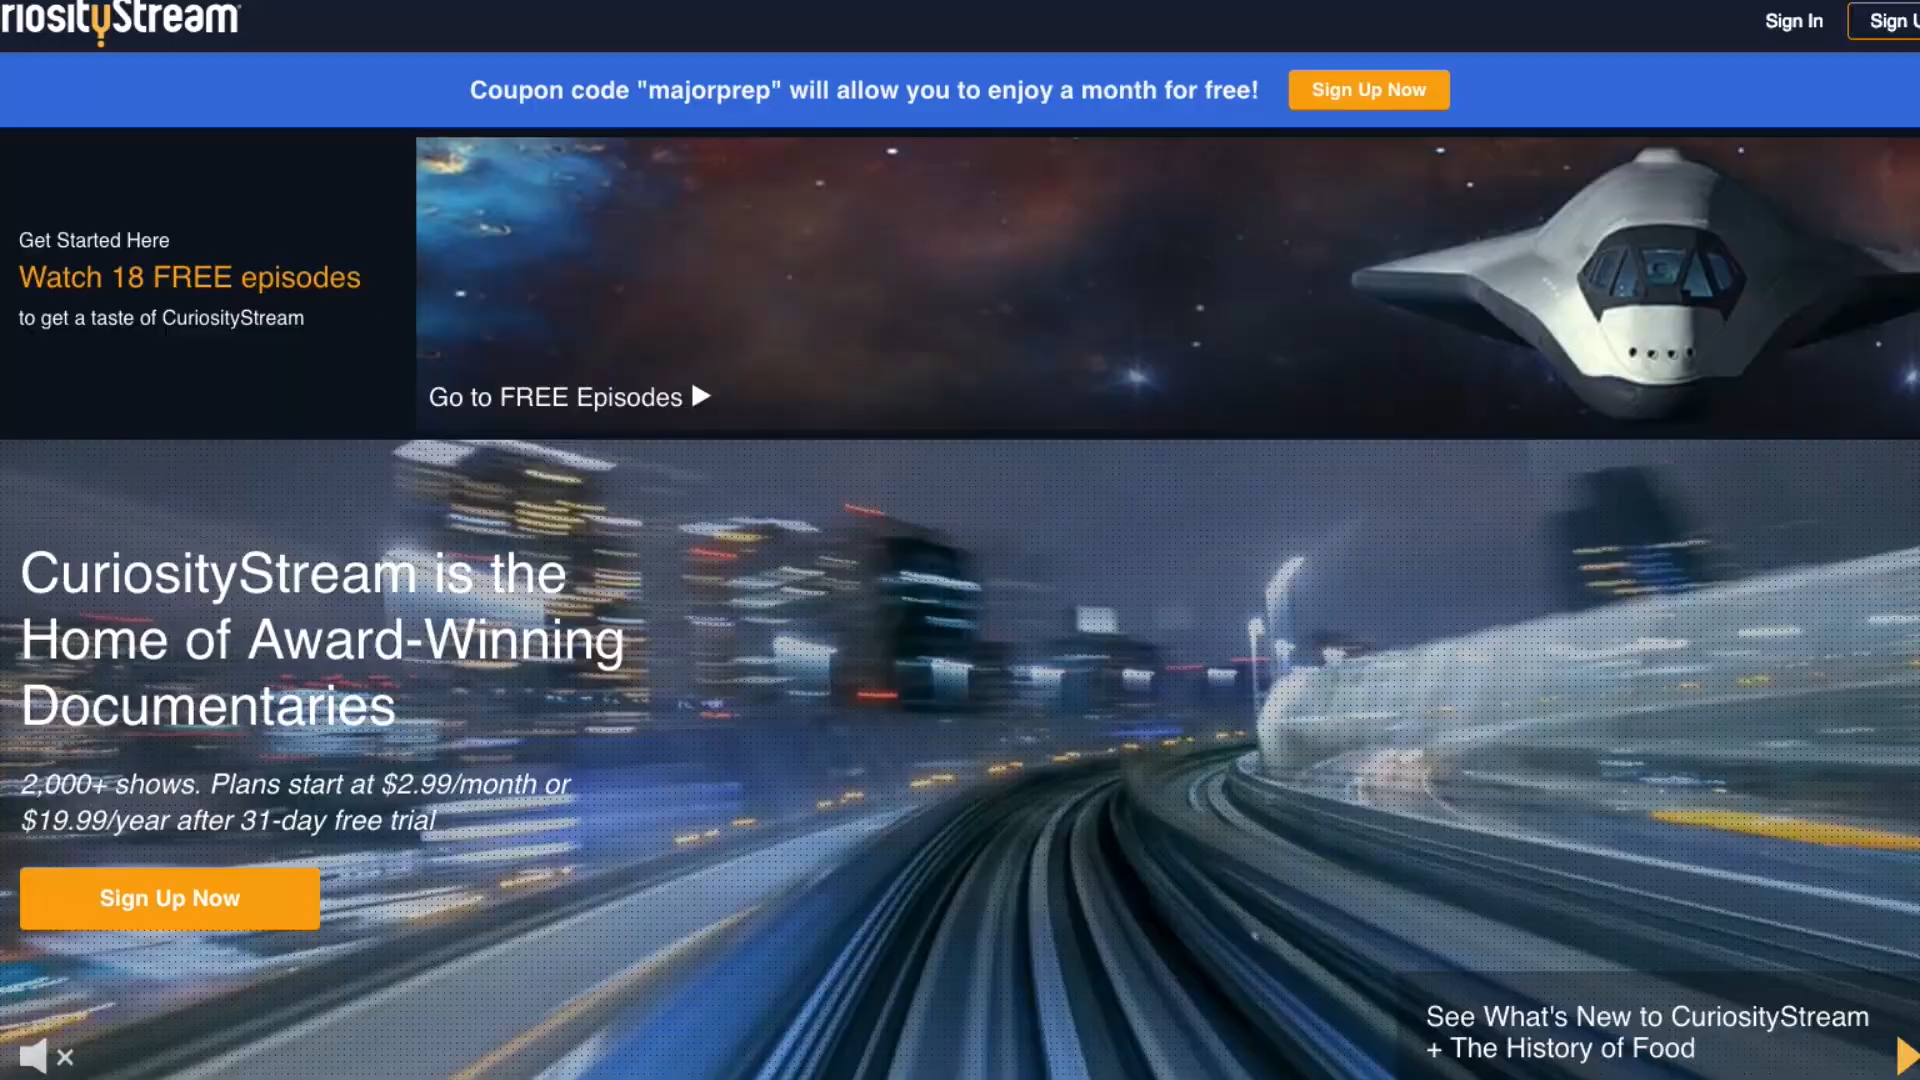 riosityStream
Sign In
Sign U
Coupon code "majorprep" will allow you to enjoy a month for free!
Sign Up Now
Get Started Here
Watch 18 FREE episodes
to get a taste of CuriosityStream
Go to FREE Episodes
CuriosityStream is the
Home of Award-Winning
Documentaries
2,000+ shows. Plans start at $2.99/month or
$19.99/year after 31-day free trial
Sign Up Now
See What's New to CuriosityStream
+ The History of Food